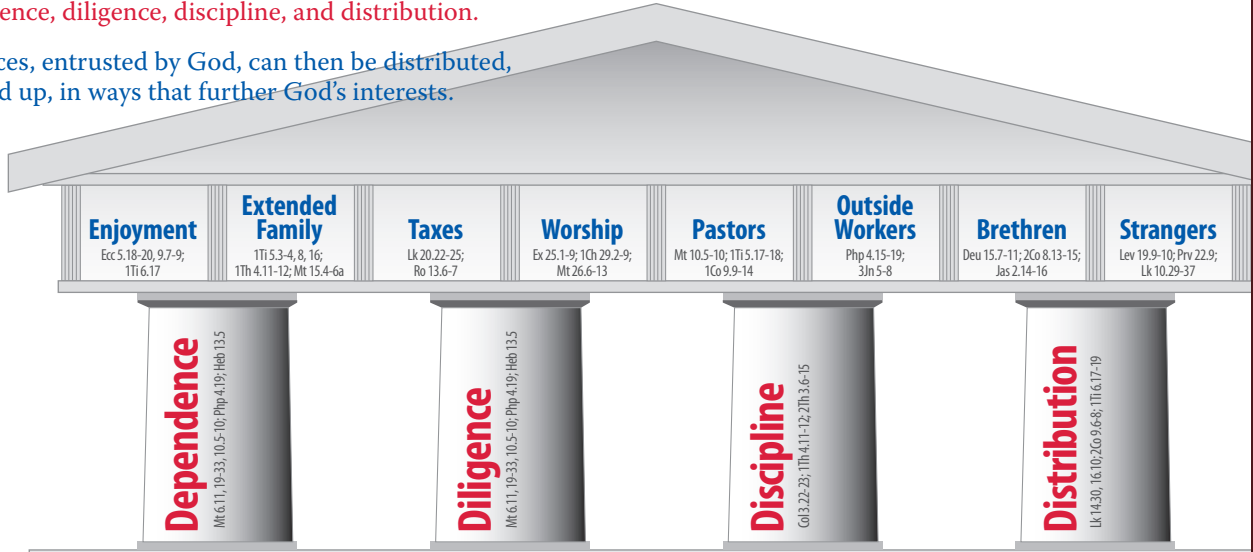 ence, diligence, discipline, and distribution.
ces, entrusted by God, can then be distributed,
d up, in ways that further God's interests.
Enjoyment
Ecc 5.18-20, 9.7-9;
1Ti 6.17
Extended
Family
1Ti 5.3-4, 8, 16;
1Th 4.11-12; Mt 15.4-6a
Taxes
Lk 20.22-25;
Ro 13.6-7
Worship
Ex 25.1-9; 1Ch 29.2-9;
Mt 26.6-13
Pastors
Mt 10.5-10; 1Ti 5.17-18;
1Co 9.9-14
Outside
Workers
Php 4.15-19;
3Jn 5-8
Brethren
Deu 15.7-11; 2Co 8.13-15;
Jas 2.14-16
Strangers
Lev 19.9-10; Prv 22.9;
Lk 10.29-37
Dependence
Mt 6.11, 19-33, 10.5-10; Php 4.19; Heb 13.5
Diligence
Mt 6.11, 19-33, 10.5-10; Php 4.19; Heb 13.5
Discipline
Col 3.22-23; 1Th 4.11-12; 2Th 3.6-15
Distribution
Lk 14.30, 16.10; 2Co 9.6-8; 1Ti 6.17-19